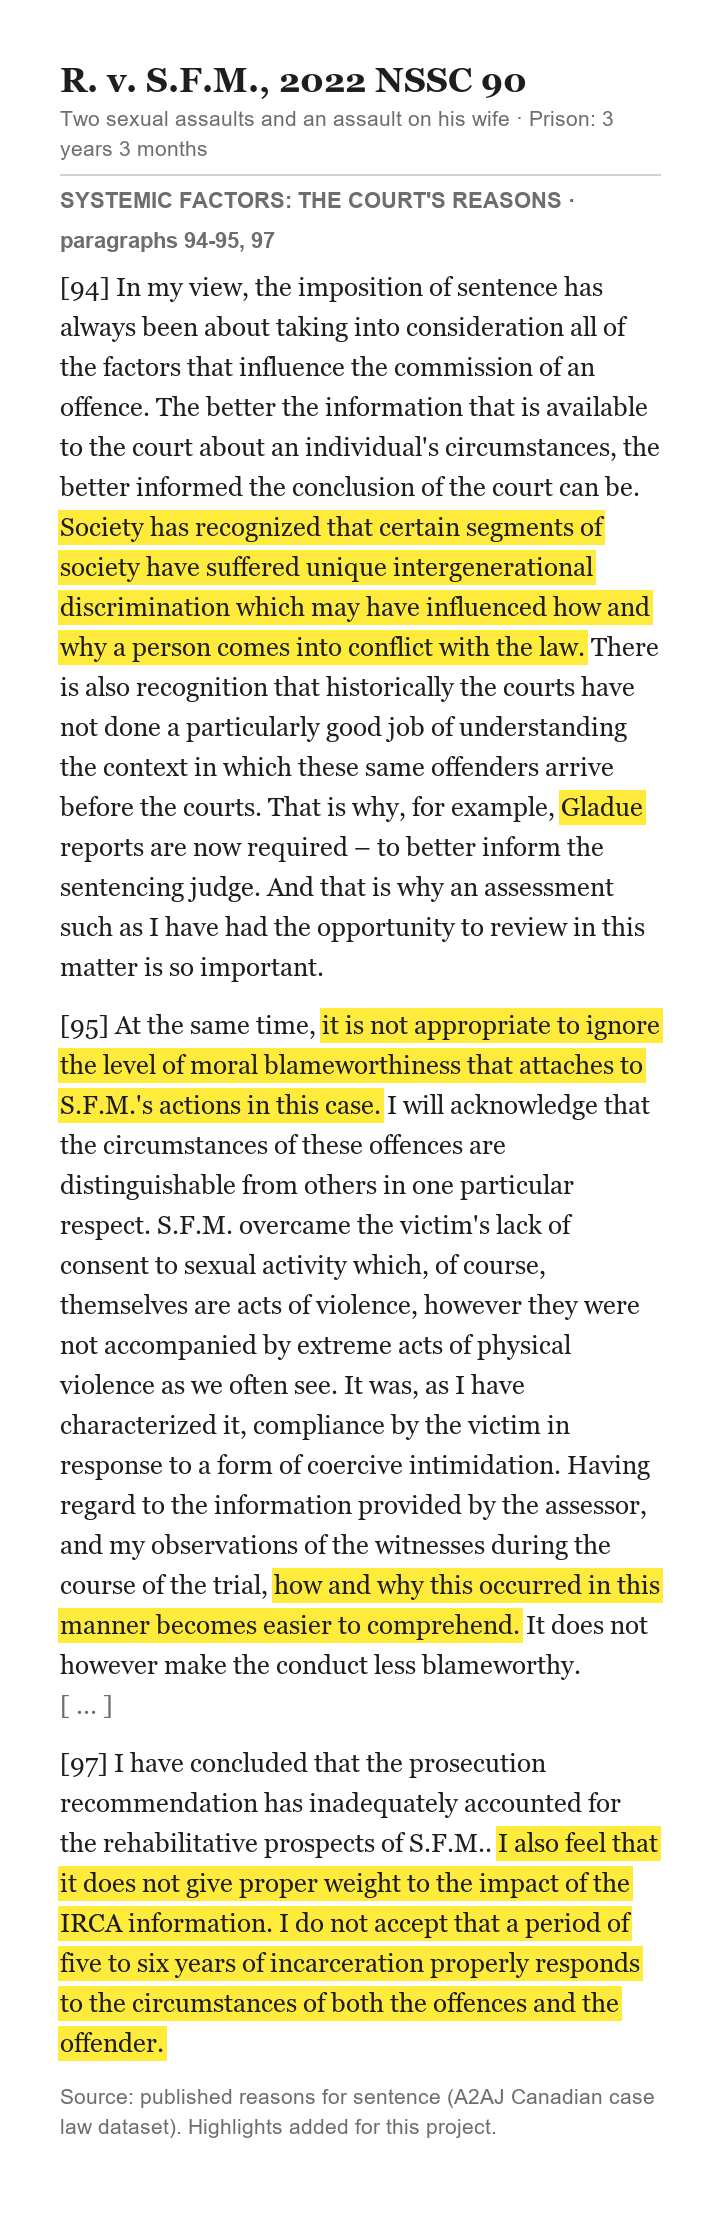 R. v. S.F.M., 2022 NSSC 90
Two sexual assaults and an assault on his wife · Prison: 3
years 3 months
SYSTEMIC FACTORS: THE COURT'S REASONS ·
paragraphs 94-95, 97
[94] In my view, the imposition of sentence has
always been about taking into consideration all of
the factors that influence the commission of an
offence. The better the information that is available
to the court about an individual's circumstances, the
better informed the conclusion of the court can be.
Society has recognized that certain segments of
society have suffered unique intergenerational
discrimination which may have influenced how and
why a person comes into conflict with the law. There
is also recognition that historically the courts have
not done a particularly good job of understanding
the context in which these same offenders arrive
before the courts. That is why, for example, Gladue
reports are now required – to better inform the
sentencing judge. And that is why an assessment
such as I have had the opportunity to review in this
matter is so important.
[95] At the same time, it is not appropriate to ignore
the level of moral blameworthiness that attaches to
S.F.M.'s actions in this case. I will acknowledge that
the circumstances of these offences are
distinguishable from others in one particular
respect. S.F.M. overcame the victim's lack of
consent to sexual activity which, of course,
themselves are acts of violence, however they were
not accompanied by extreme acts of physical
violence as we often see. It was, as I have
characterized it, compliance by the victim in
response to a form of coercive intimidation. Having
regard to the information provided by the assessor,
and my observations of the witnesses during the
course of the trial, how and why this occurred in this
manner becomes easier to comprehend. It does not
however make the conduct less blameworthy.
[ ... ]
[97] I have concluded that the prosecution
recommendation has inadequately accounted for
the rehabilitative prospects of S.F.M.. I also feel that
it does not give proper weight to the impact of the
IRCA information. I do not accept that a period of
five to six years of incarceration properly responds
to the circumstances of both the offences and the
offender.
Source: published reasons for sentence (A2AJ Canadian case
law dataset). Highlights added for this project.